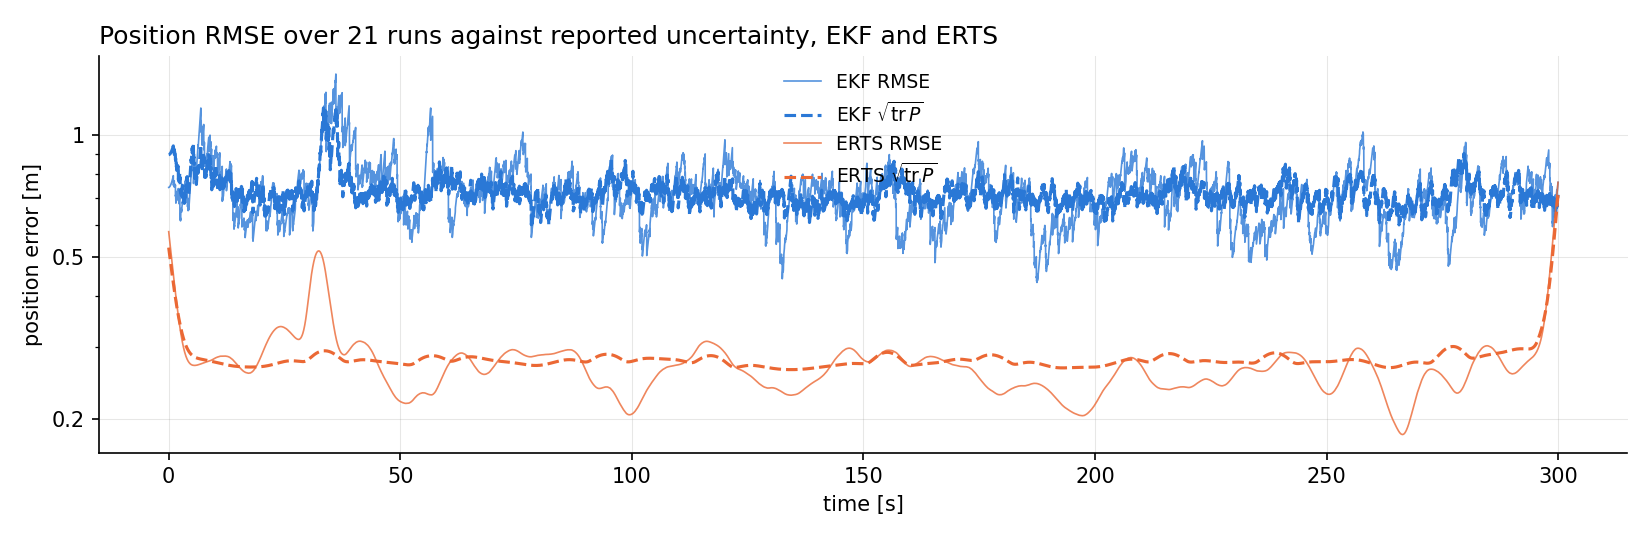 Position RMSE over 21 runs against reported uncertainty, EKF and ERTS
EKF RMSE
EKF √tr P
ERTS RMSE
ERTS √tr P
position error [m]
1
0.5
0.2
0
50
100
150
200
250
300
time [s]